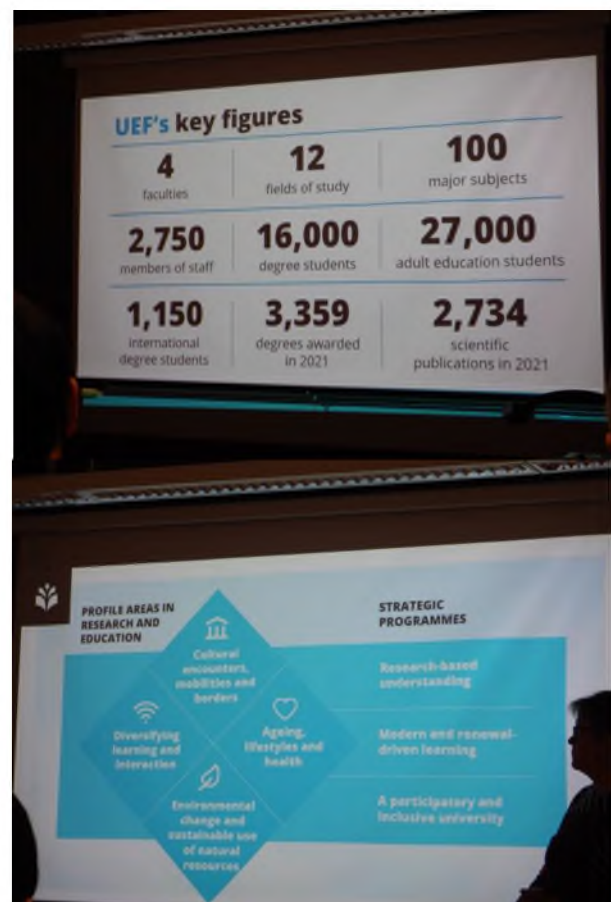 UEF's key figures
4
faculties
12
fields of study
100
major subjects
2,750
members of staff
16,000
degree students
27,000
adult education students
1,150
international
degree students
3,359
degrees awarded
in 2021
2,734
scientific
publications in 2021
PROFILE AREAS IN
RESEARCH AND
EDUCATION
Cultural
encounters,
mobilities and
borders
Diversifying
learning and
interaction
Ageing,
lifestyles and
health
Environmental
change and
sustainable use
of natural
resources
STRATEGIC
PROGRAMMES
Research-based
understanding
Modern and renewal-
driven learning
A participatory and
inclusive university